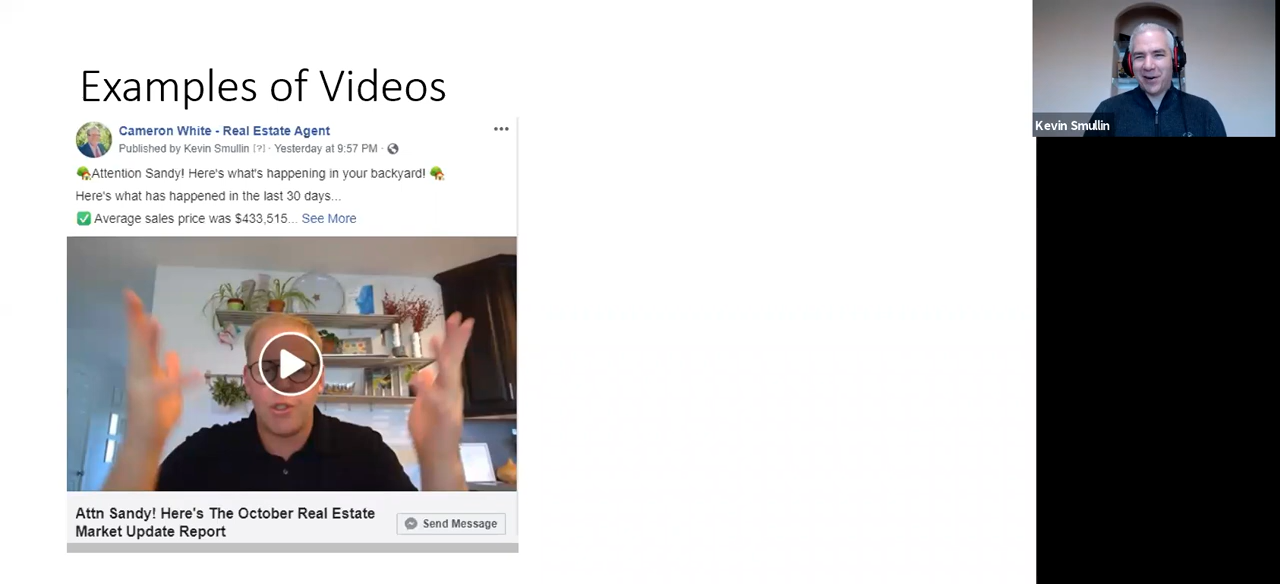 Examples of Videos
Cameron White - Real Estate Agent
Published by Kevin Smullin [?] · Yesterday at 9:57 PM ·
Attention Sandy! Here's what's happening in your backyard!
Here's what has happened in the last 30 days...
Average sales price was $433,515... See More
Attn Sandy! Here's The October Real Estate
Market Update Report
Send Message
Kevin Smullin